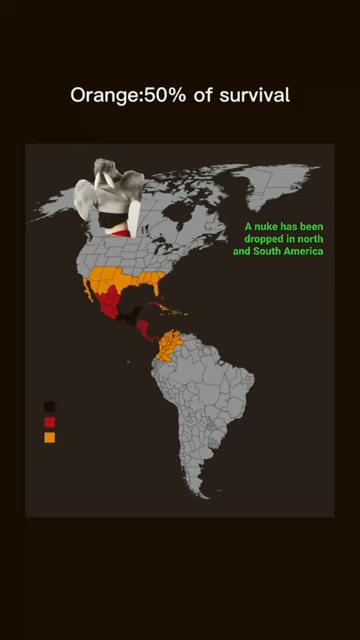 Orange:50% of survival
A nuke has been
dropped in north
and South America